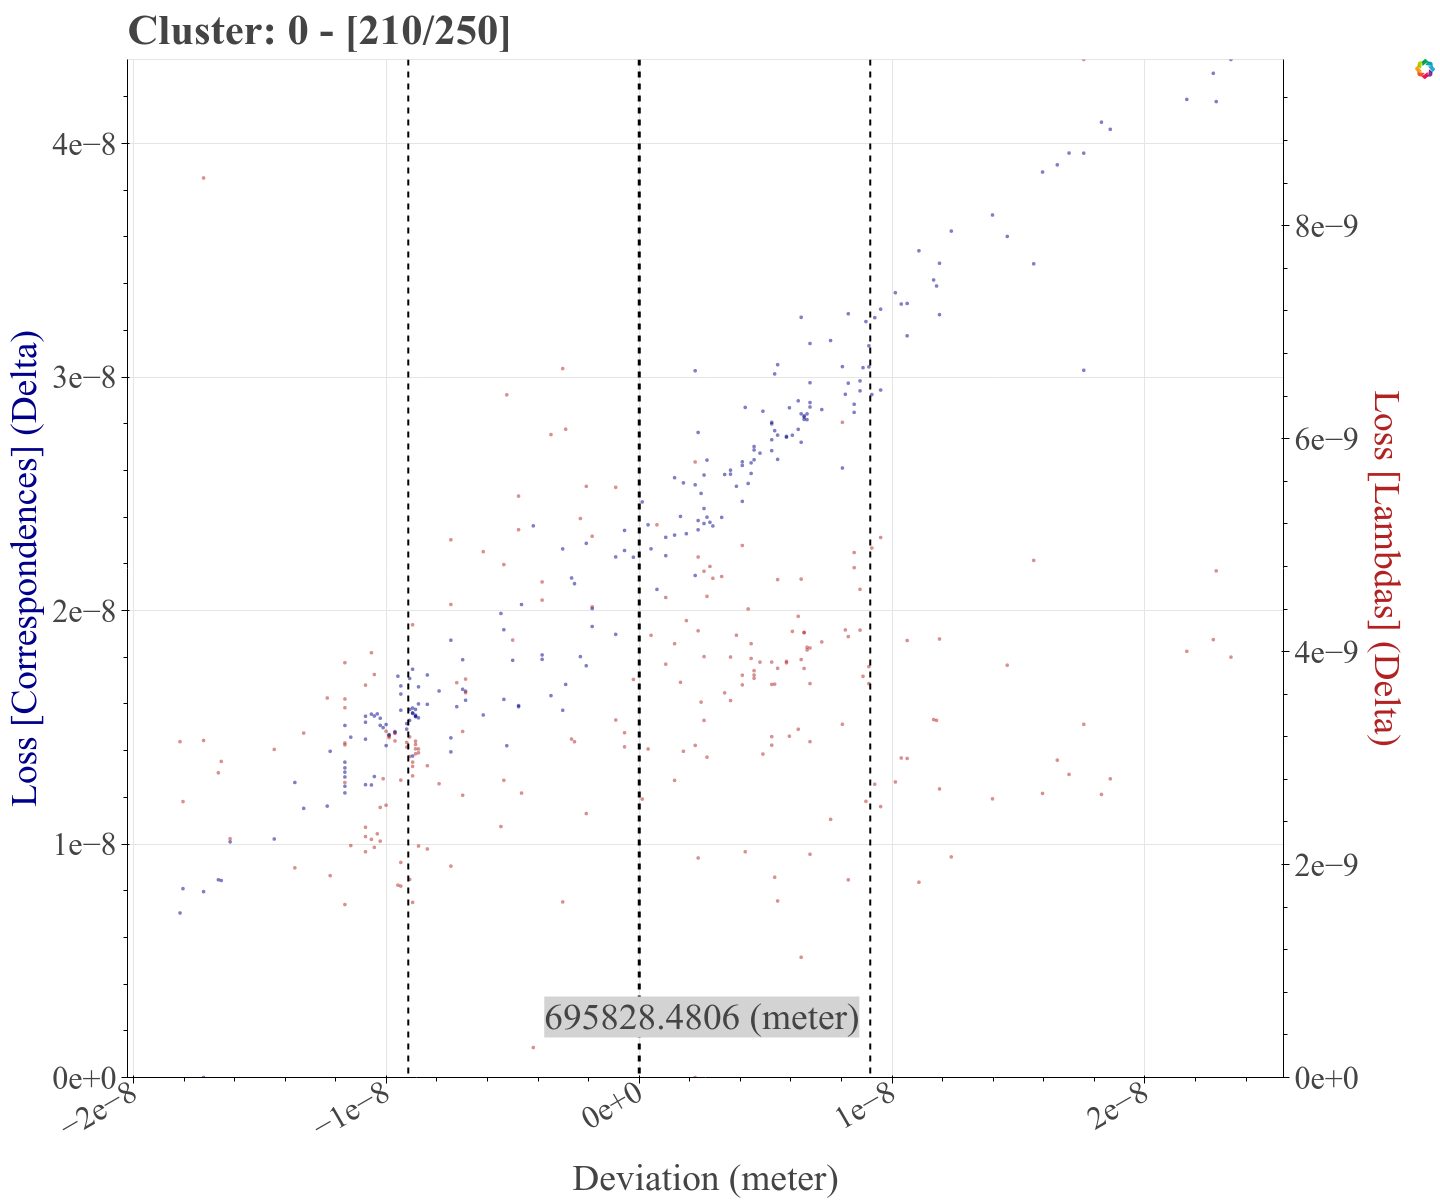 Cluster: 0 - [210/250]
4e−8
3e−8
2e−8
1e−8
0e+0
Loss [Correspondences] (Delta)
8e−9
6e−9
4e−9
2e−9
0e+0
Loss [Lambdas] (Delta)
695828.4806 (meter)
−2e−8
−1e−8
0e+0
1e−8
2e−8
Deviation (meter)